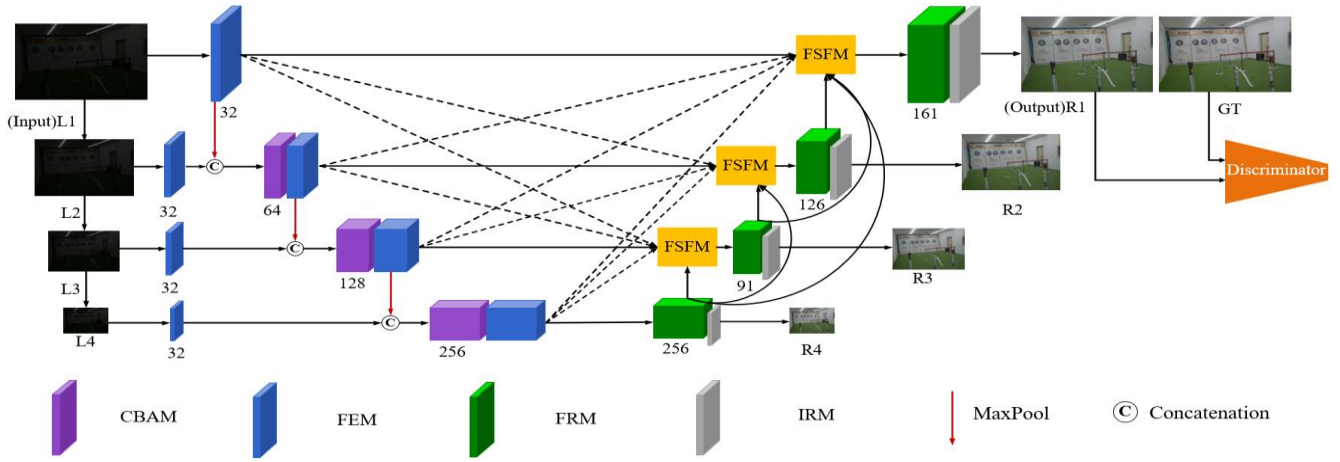 FSFM
32
161
(Input)L1
(Output)R1
GT
C
FSFM
Discriminator
L2
32
64
126
R2
C
FSFM
L3
32
128
91
R3
C
L4
32
256
256
R4
CBAM
FEM
FRM
IRM
MaxPool
C
Concatenation